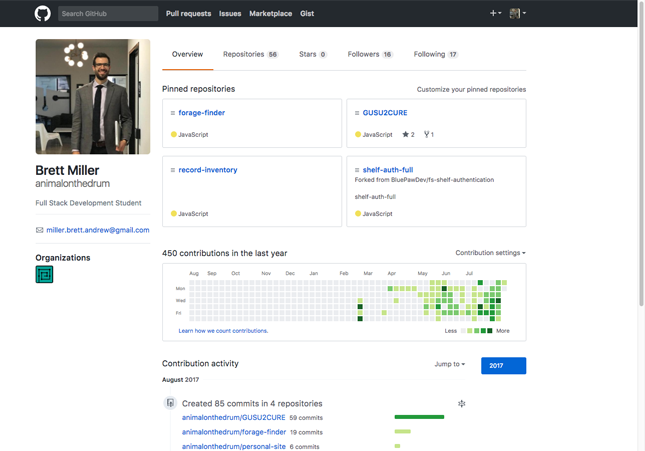 Search GitHub
Pull requests Issues Marketplace Gist
Overview Repositories 56 Stars 0 Followers 16 Following 17
Pinned repositories Customize your pinned repositories
forage-finder
JavaScript
GUSU2CURE
JavaScript 2 1
record-inventory
JavaScript
shelf-auth-full
Forked from BluePawDev/fs-shelf-authentication
shelf-auth-full
JavaScript
Brett Miller
animalonthedrum
Full Stack Development Student
miller.brett.andrew@gmail.com
Organizations
450 contributions in the last year Contribution settings
Aug Sep Oct Nov Dec Jan Feb Mar Apr May Jun Jul
Mon
Wed
Fri
Learn how we count contributions. Less More
Contribution activity Jump to 2017
August 2017
Created 85 commits in 4 repositories
animalonthedrum/GUSU2CURE 59 commits
animalonthedrum/forage-finder 19 commits
animalonthedrum/personal-site 6 commits